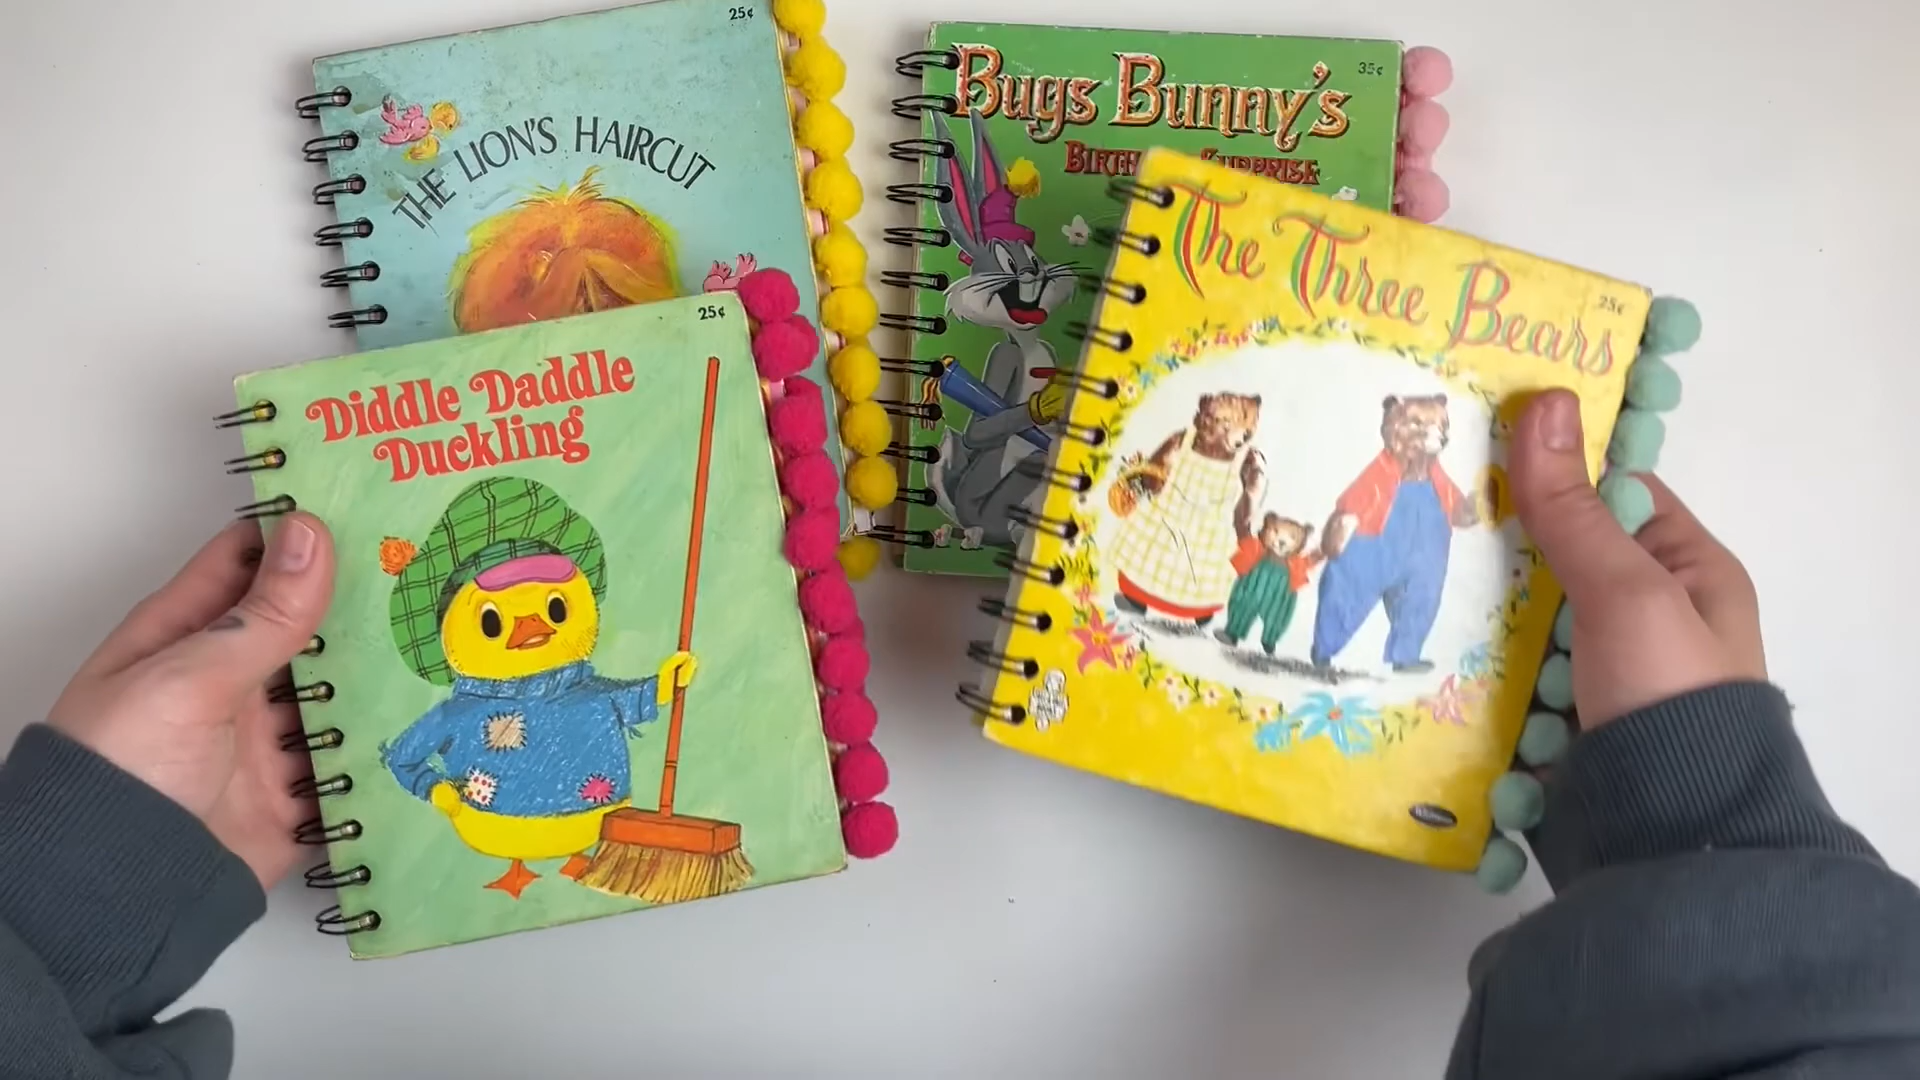 25¢
THE LION'S HAIRCUT
35¢
Bugs Bunny's
25¢
The Three Bears
25¢
Diddle Daddle
Duckling